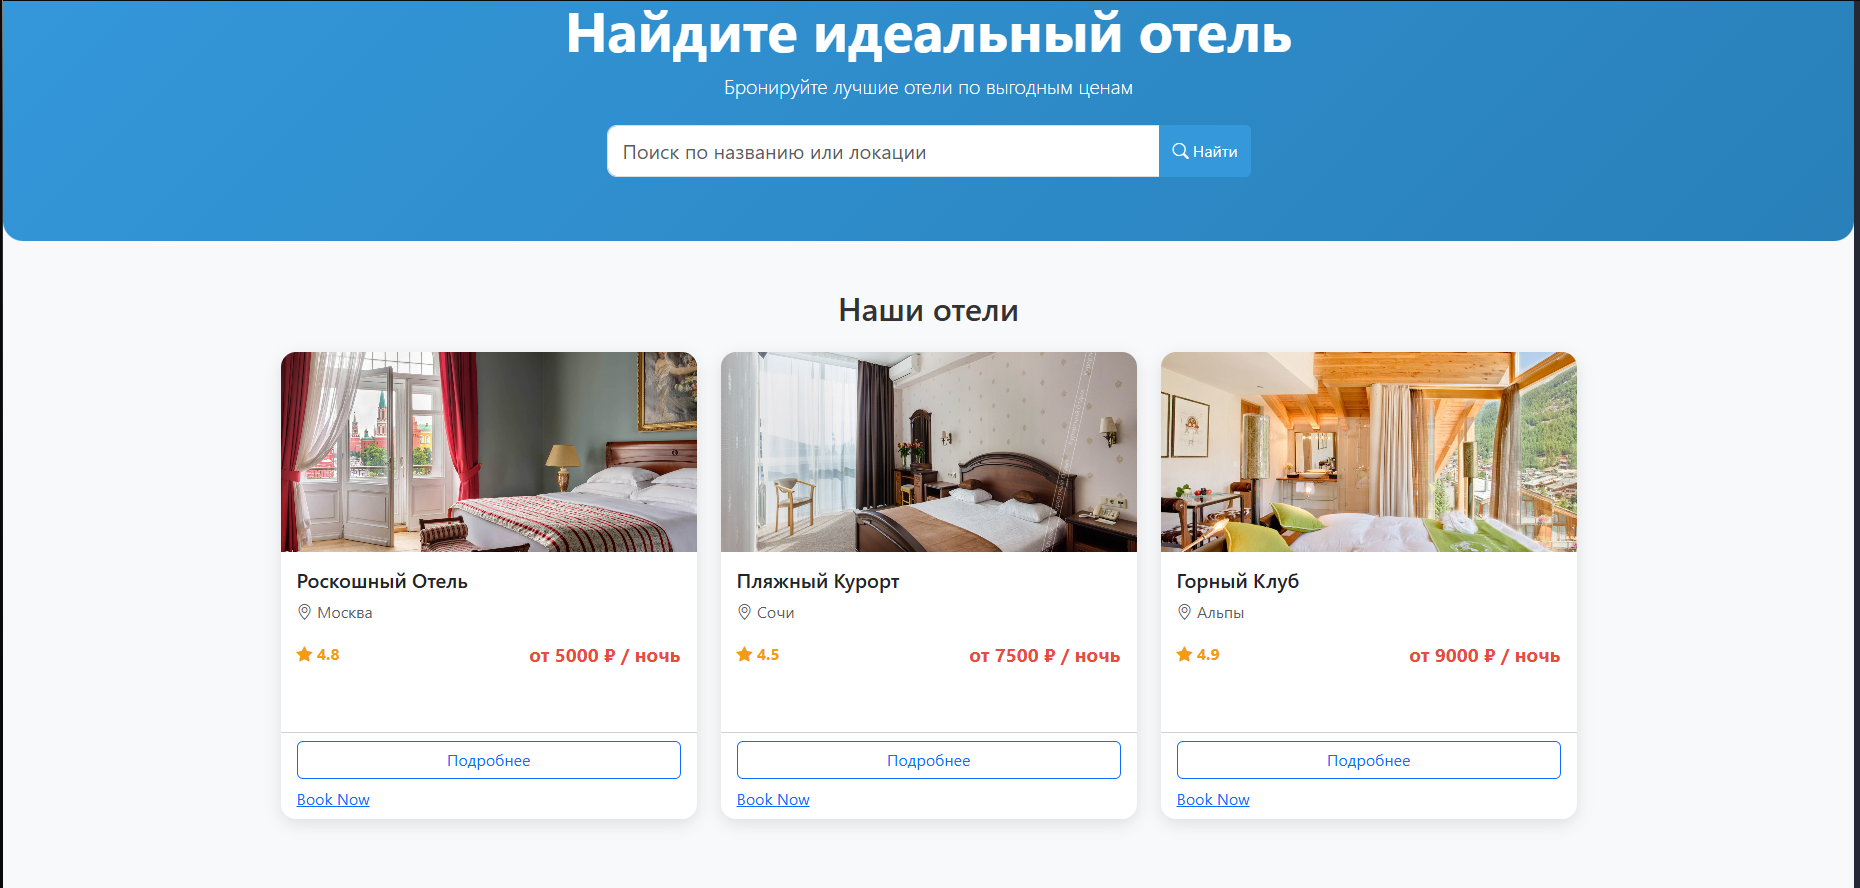 Найдите идеальный отель
Бронируйте лучшие отели по выгодным ценам
Поиск по названию или локации
Найти
Наши отели
Роскошный Отель
Москва
4.8
от 5000 ₽ / ночь
Подробнее
Book Now
Пляжный Курорт
Сочи
4.5
от 7500 ₽ / ночь
Подробнее
Book Now
Горный Клуб
Альпы
4.9
от 9000 ₽ / ночь
Подробнее
Book Now